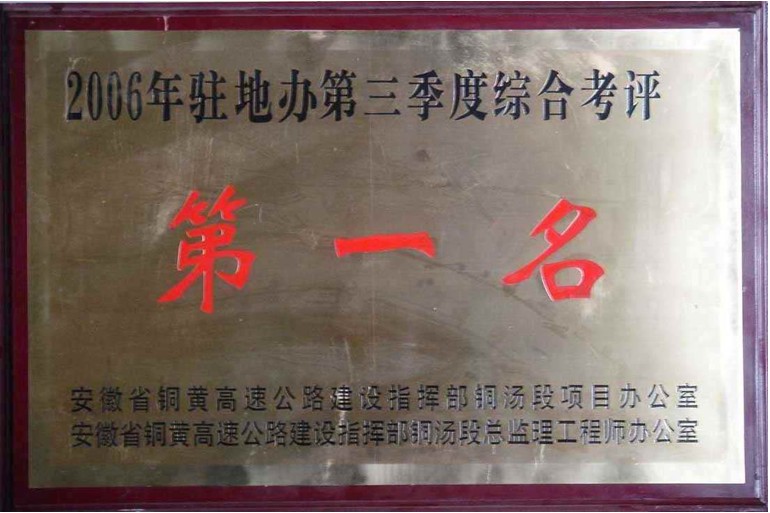 2006年驻地办第三季度综合考评
第一名
安徽省铜黄高速公路建设指挥部铜汤段项目办公室
安徽省铜黄高速公路建设指挥部铜汤段总监理工程师办公室